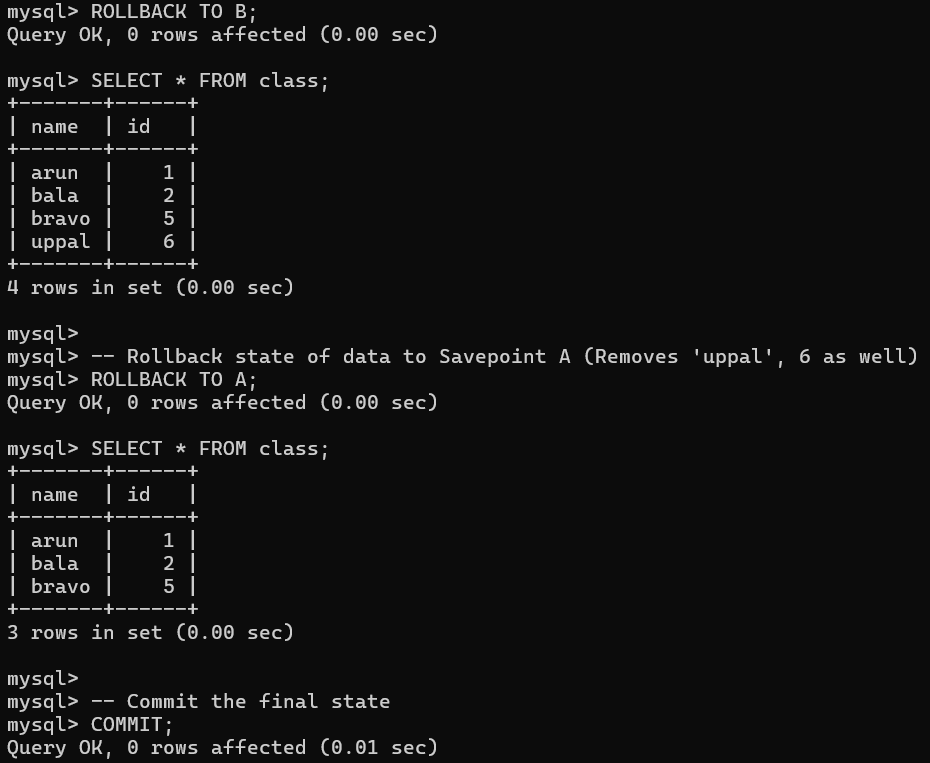 mysql> ROLLBACK TO B;
Query OK, 0 rows affected (0.00 sec)

mysql> SELECT * FROM class;
+-------+------+
| name  | id   |
+-------+------+
| arun  |    1 |
| bala  |    2 |
| bravo |    5 |
| uppal |    6 |
+-------+------+
4 rows in set (0.00 sec)

mysql>
mysql> -- Rollback state of data to Savepoint A (Removes 'uppal', 6 as well)
mysql> ROLLBACK TO A;
Query OK, 0 rows affected (0.00 sec)

mysql> SELECT * FROM class;
+-------+------+
| name  | id   |
+-------+------+
| arun  |    1 |
| bala  |    2 |
| bravo |    5 |
+-------+------+
3 rows in set (0.00 sec)

mysql>
mysql> -- Commit the final state
mysql> COMMIT;
Query OK, 0 rows affected (0.01 sec)